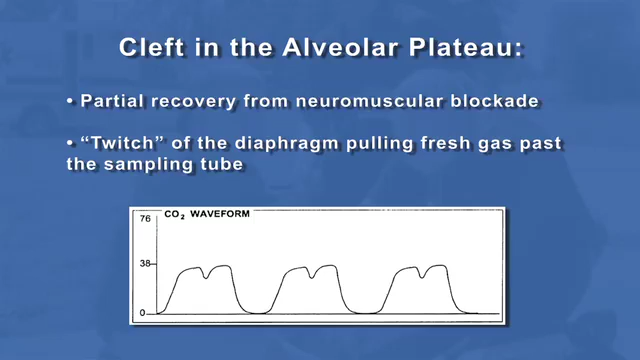 Cleft in the Alveolar Plateau:
• Partial recovery from neuromuscular blockade
• “Twitch” of the diaphragm pulling fresh gas past
the sampling tube
CO₂ WAVEFORM
76
38
0